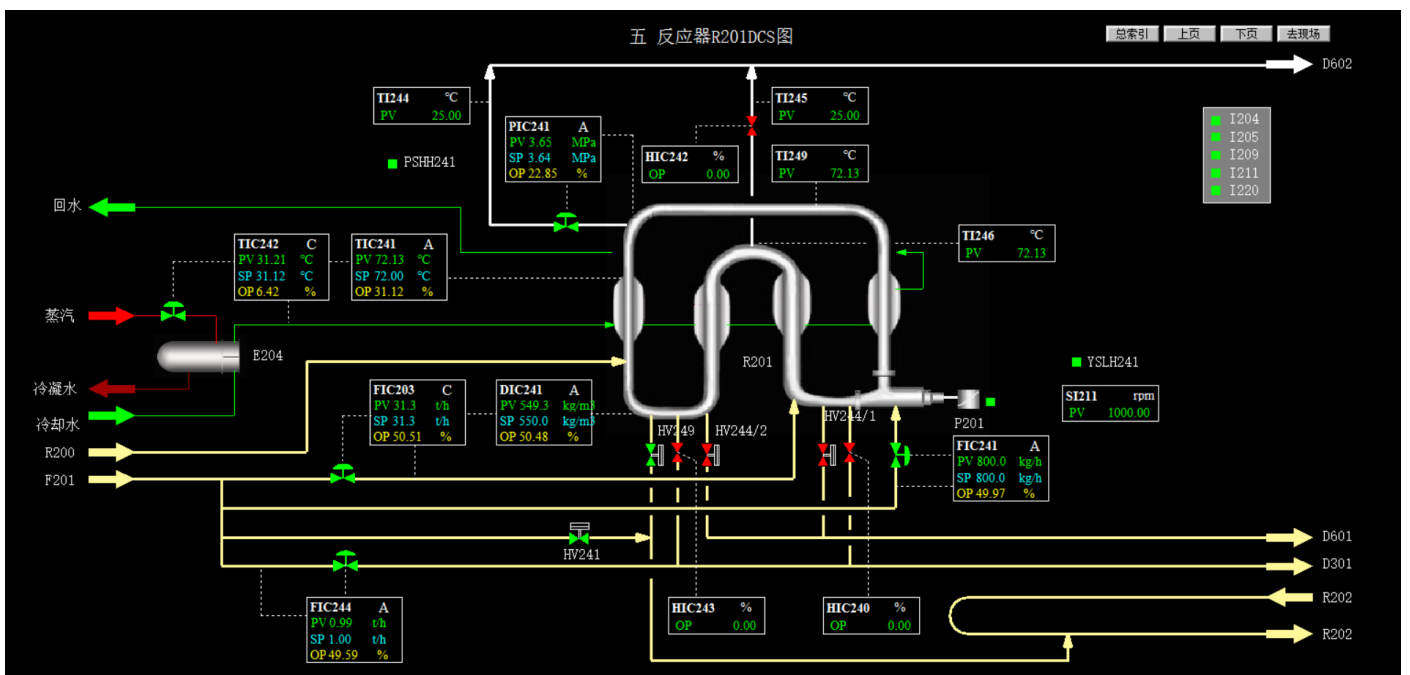 五 反应器R201DCS图
总索引 上页 下页 去现场
D602
TI244 ℃
PV 25.00
TI245 ℃
PV 25.00
PIC241 A
PV 3.65 MPa
SP 3.64 MPa
OP 22.85 %
I204
I205
I209
I211
I220
PSHH241
HIC242 %
OP 0.00
TI249 ℃
PV 72.13
回水
TIC242 C
PV 31.21 ℃
SP 31.12 ℃
OP 6.42 %
TIC241 A
PV 72.13 ℃
SP 72.00 ℃
OP 31.12 %
TI246 ℃
PV 72.13
蒸汽
E204
R201
YSLH241
冷凝水
FIC203 C
PV 31.3 t/h
SP 31.3 t/h
OP 50.51 %
DIC241 A
PV 549.3 kg/m3
SP 550.0 kg/m3
OP 50.48 %
SI211 rpm
PV 1000.00
冷却水
HV249
HV244/2
HV244/1
P201
R200
F201
FIC241 A
PV 800.0 kg/h
SP 800.0 kg/h
OP 49.97 %
HV241
D601
D301
FIC244 A
PV 0.99 t/h
SP 1.00 t/h
OP 49.59 %
HIC243 %
OP 0.00
HIC240 %
OP 0.00
R202
R202